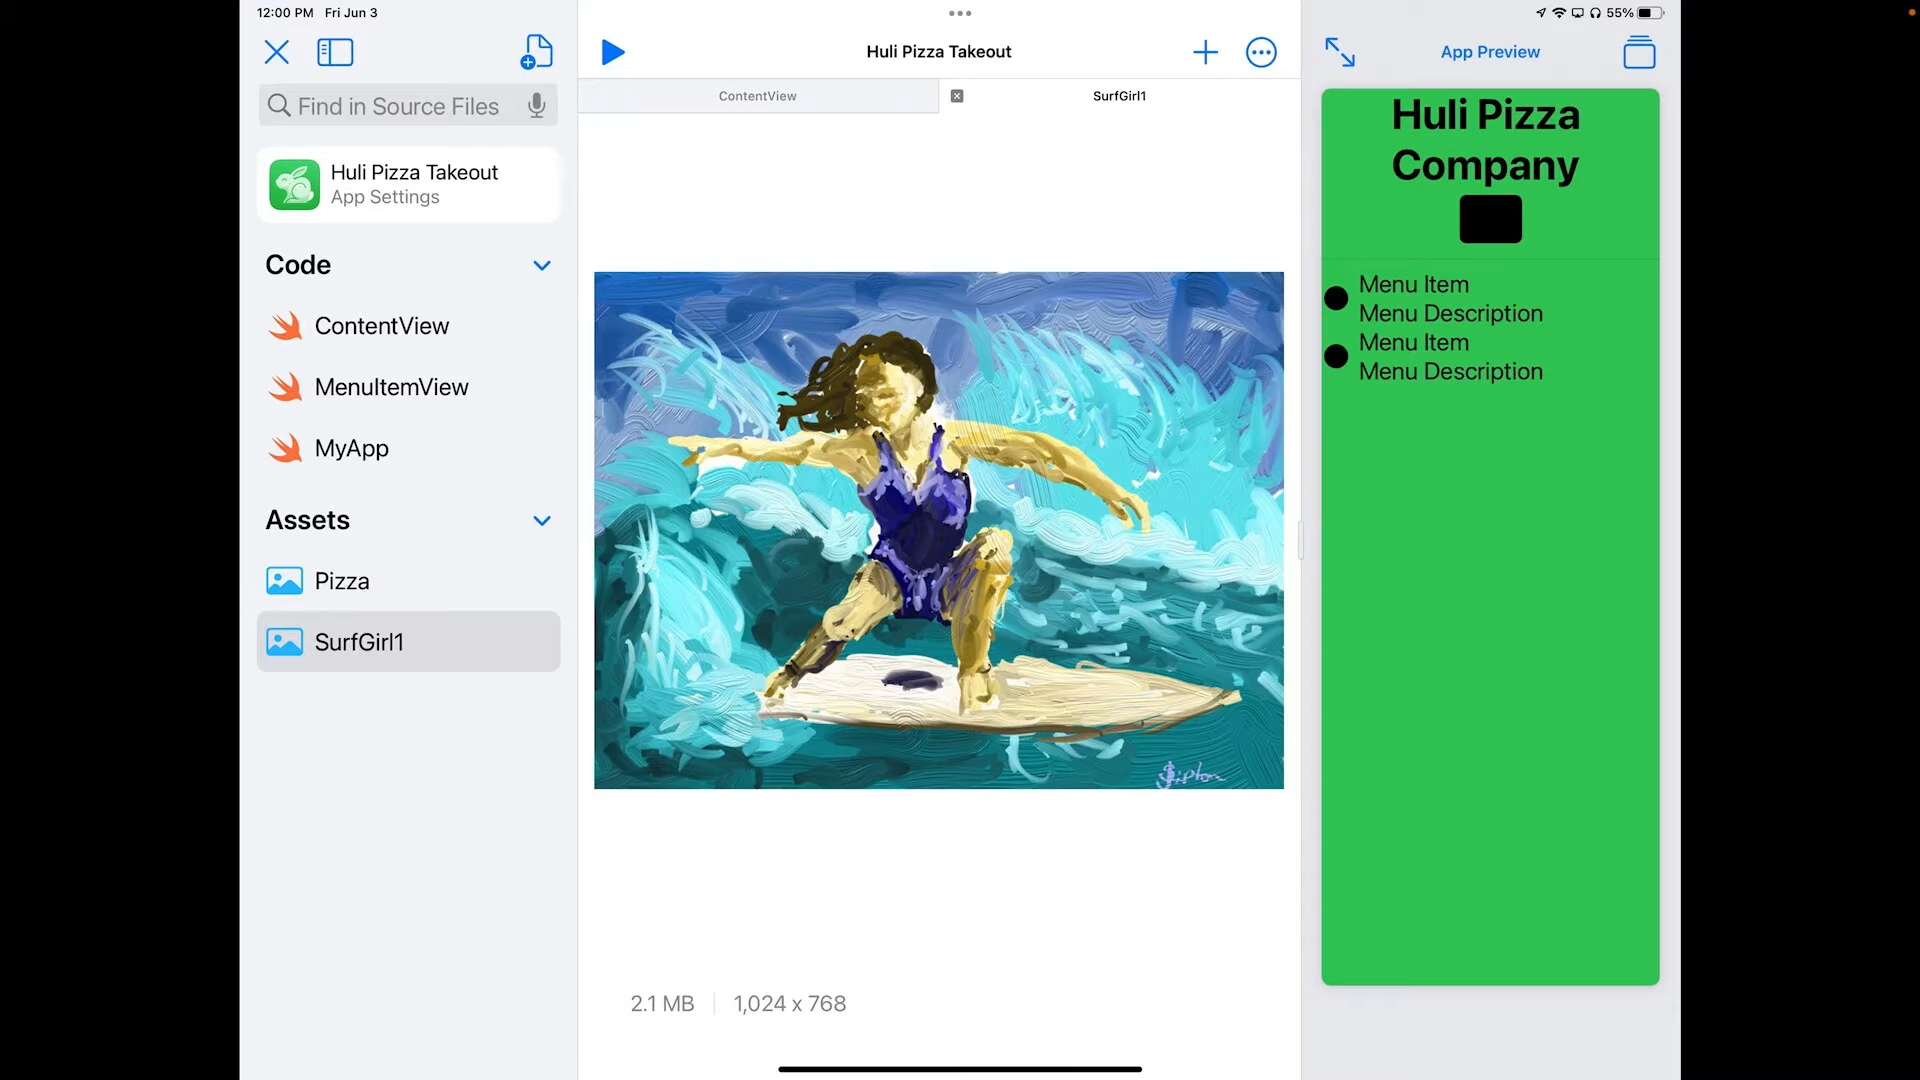 12:00 PM Fri Jun 3
55%
Huli Pizza Takeout
App Preview
Find in Source Files
ContentView
SurfGirl1
Huli Pizza Takeout
App Settings
Code
ContentView
MenuItemView
MyApp
Assets
Pizza
SurfGirl1
2.1 MB
1,024 x 768
Huli Pizza
Company
Menu Item
Menu Description
Menu Item
Menu Description